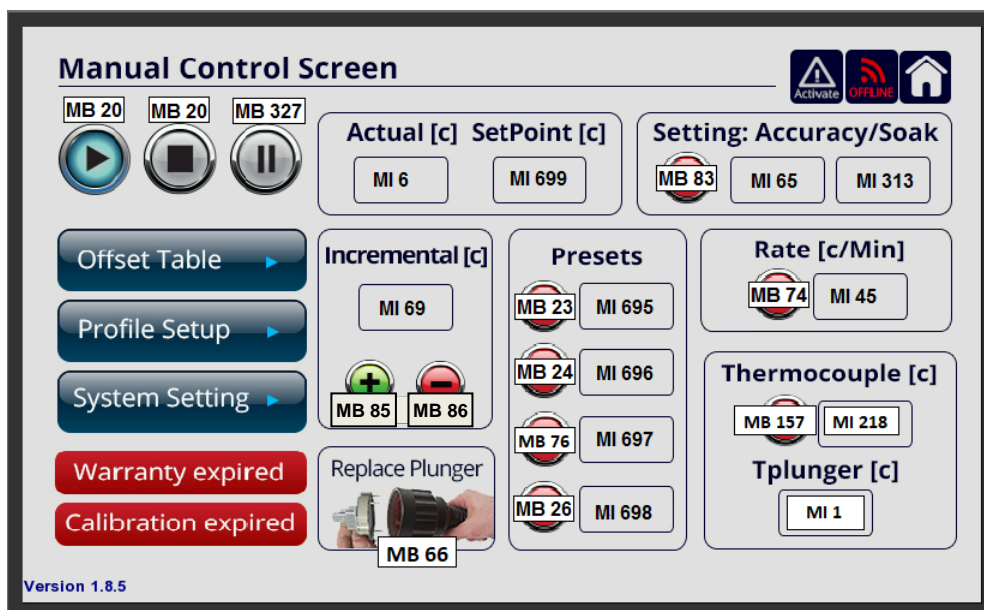 Manual Control Screen
Activate
OFFLINE
MB 20
MB 20
MB 327
Actual [c] SetPoint [c]
MI 6
MI 699
Setting: Accuracy/Soak
MB 83
MI 65
MI 313
Offset Table
Profile Setup
System Setting
Incremental [c]
MI 69
MB 85
MB 86
Presets
MB 23
MI 695
MB 24
MI 696
MB 76
MI 697
MB 26
MI 698
Rate [c/Min]
MB 74
MI 45
Thermocouple [c]
MB 157
MI 218
Tplunger [c]
MI 1
Warranty expired
Calibration expired
Replace Plunger
MB 66
Version 1.8.5